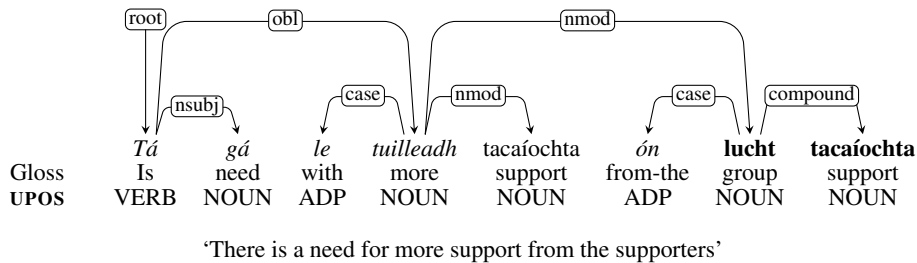 root obl nmod
nsubj case nmod case compound
Tá gá le tuilleadh tacaíochta ón lucht tacaíochta
Gloss Is need with more support from-the group support
UPOS VERB NOUN ADP NOUN NOUN ADP NOUN NOUN
‘There is a need for more support from the supporters’